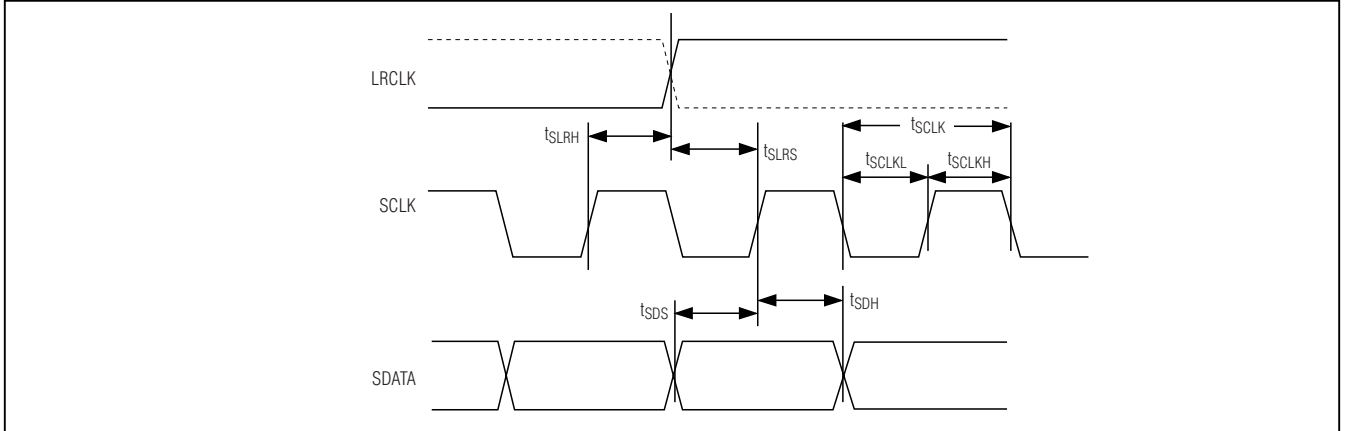 LRCLK
tSLRH
tSLRS
tSCLK
tSCLKL
tSCLKH
SCLK
tSDS
tSDH
SDATA